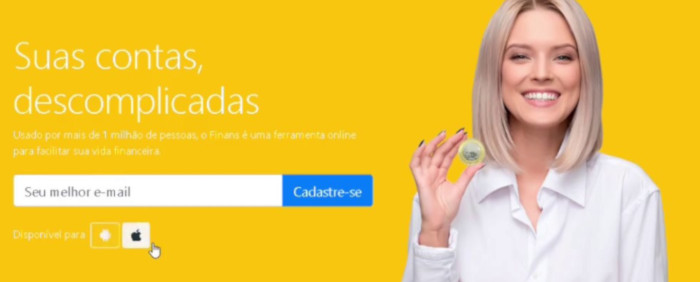 Suas contas,
descomplicadas
Usado por mais de 1 milhão de pessoas, o Finans é uma ferramenta online
para facilitar sua vida financeira.
Seu melhor e-mail
Cadastre-se
Disponível para